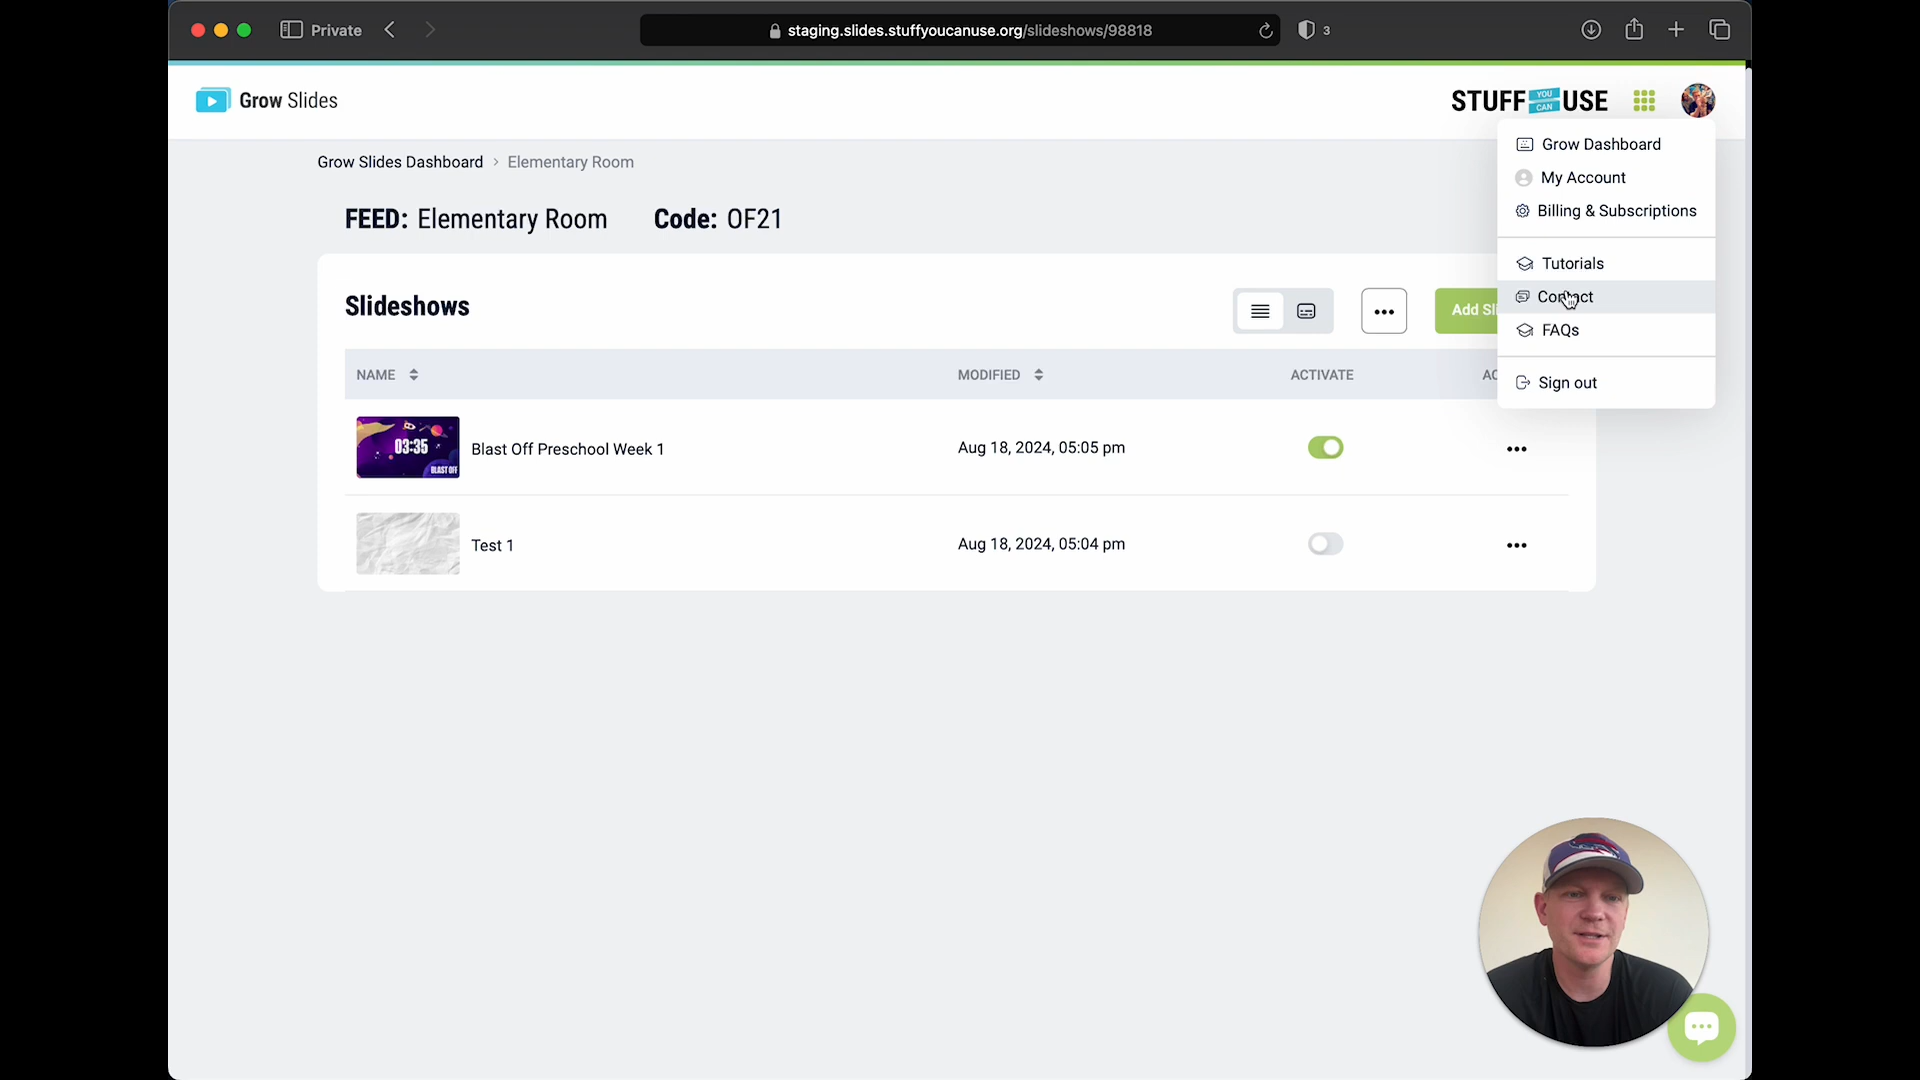 Private
staging.slides.stuffyoucanuse.org/slideshows/98818
3
Grow Slides
STUFF YOU CAN USE
Grow Slides Dashboard › Elementary Room
Grow Dashboard
My Account
Billing & Subscriptions
Tutorials
Contact
FAQs
Sign out
FEED: Elementary Room Code: OF21
Slideshows
Add Sl
NAME MODIFIED ACTIVATE AC
03:35
BLAST OFF
Blast Off Preschool Week 1 Aug 18, 2024, 05:05 pm
Test 1 Aug 18, 2024, 05:04 pm